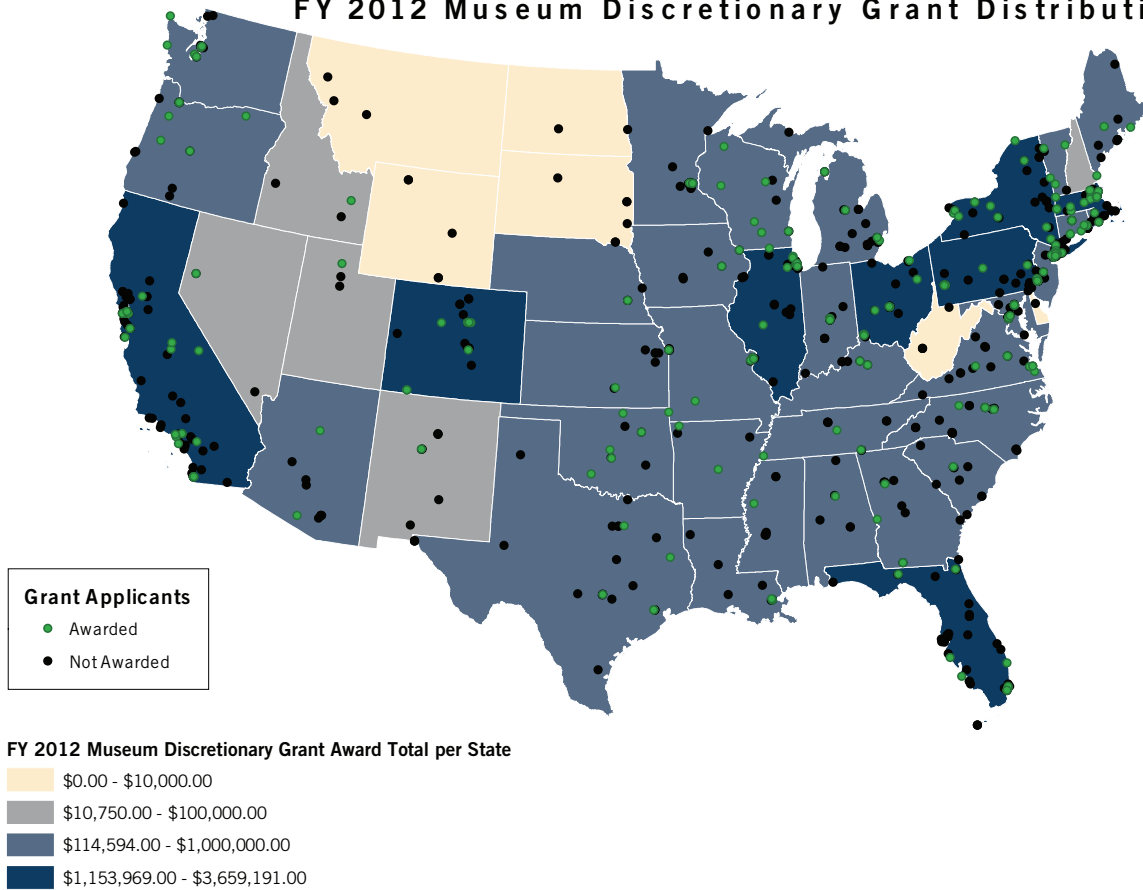 FY 2012 Museum Discretionary Grant Distributi
Grant Applicants
Awarded
Not Awarded
FY 2012 Museum Discretionary Grant Award Total per State
$0.00 - $10,000.00
$10,750.00 - $100,000.00
$114,594.00 - $1,000,000.00
$1,153,969.00 - $3,659,191.00